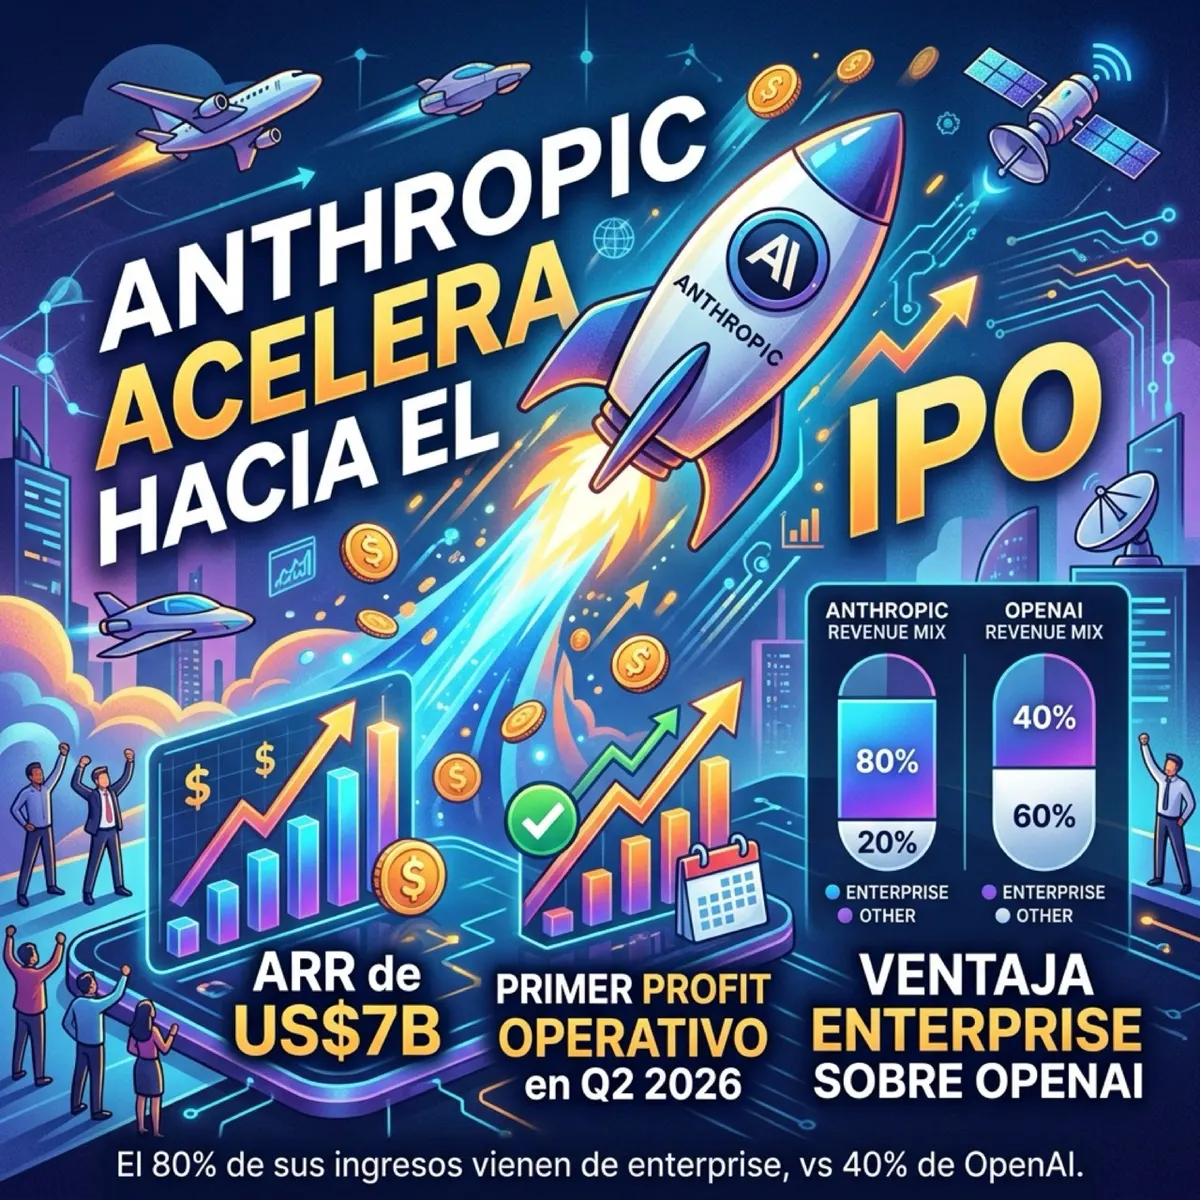 ANTHROPIC
ACELERA
HACIA EL
IPO
AI
ANTHROPIC
ANTHROPIC
REVENUE MIX
80%
20%
ENTERPRISE
OTHER
OPENAI
REVENUE MIX
40%
60%
ENTERPRISE
OTHER
$ $
$
$
$
$
$
$
$
$
ARR de
US$7B
PRIMER PROFIT
OPERATIVO
en Q2 2026
VENTAJA
ENTERPRISE
SOBRE OPENAI
El 80% de sus ingresos vienen de enterprise, vs 40% de OpenAI.